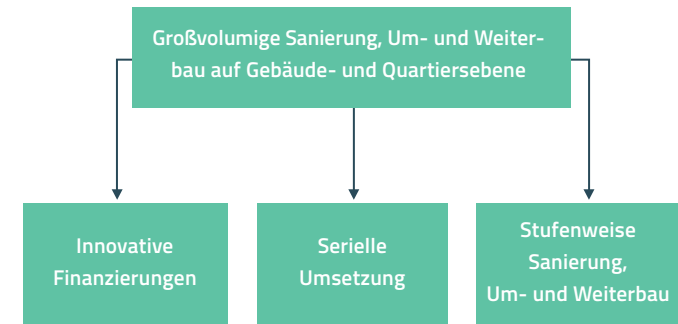 Großvolumige Sanierung, Um- und Weiter-
bau auf Gebäude- und Quartiersebene
Innovative
Finanzierungen
Serielle
Umsetzung
Stufenweise
Sanierung,
Um- und Weiterbau